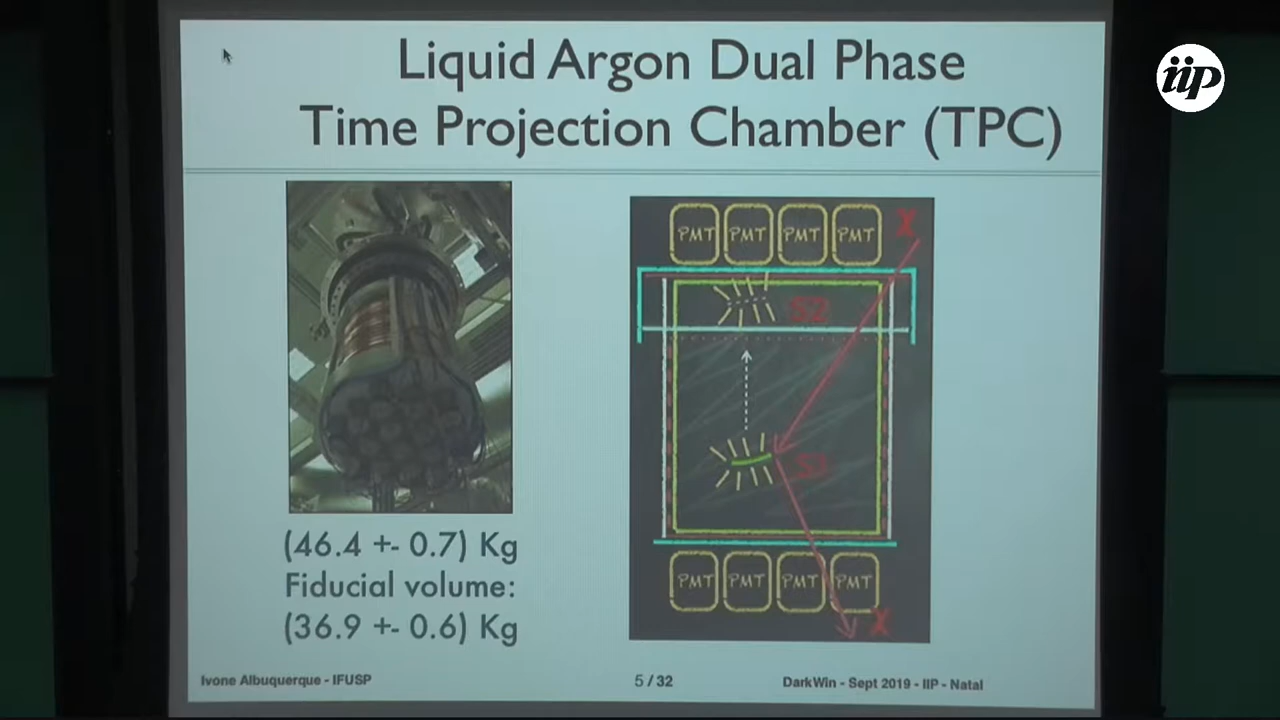 iip
Liquid Argon Dual Phase
Time Projection Chamber (TPC)
PMT PMT PMT PMT
X
S2
S1
PMT PMT PMT PMT
X
(46.4 +- 0.7) Kg
Fiducial volume:
(36.9 +- 0.6) Kg
Ivone Albuquerque - IFUSP
5 / 32
DarkWin - Sept 2019 - IIP - Natal